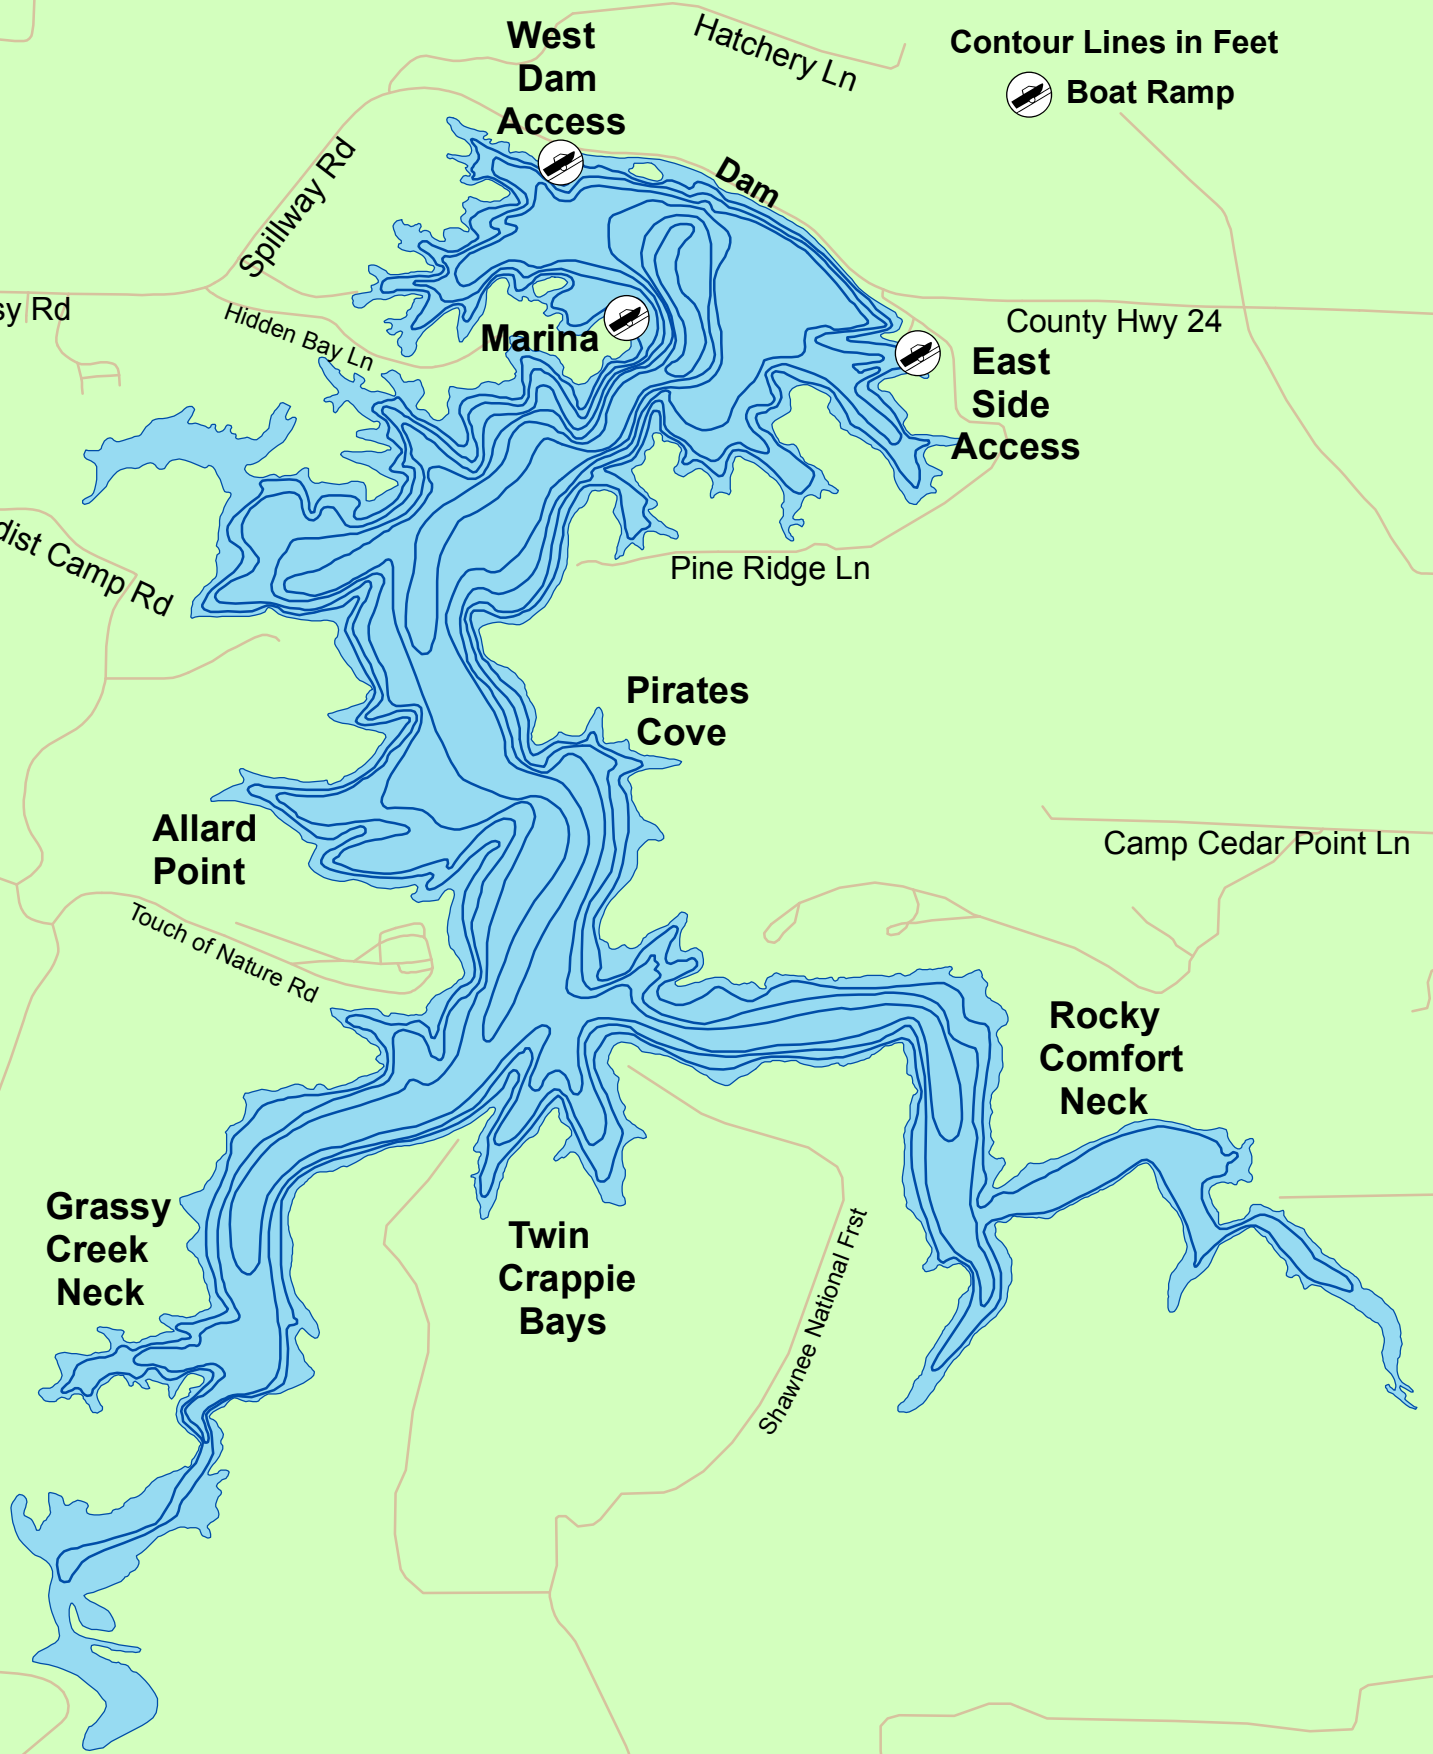 West
Dam
Access
Hatchery Ln
Contour Lines in Feet
Boat Ramp
Spillway Rd
Dam
sy Rd
Hidden Bay Ln
Marina
County Hwy 24
East
Side
Access
dist Camp Rd
Pine Ridge Ln
Pirates
Cove
Allard
Point
Camp Cedar Point Ln
Touch of Nature Rd
Rocky
Comfort
Neck
Grassy
Creek
Neck
Twin
Crappie
Bays
Shawnee National Frst